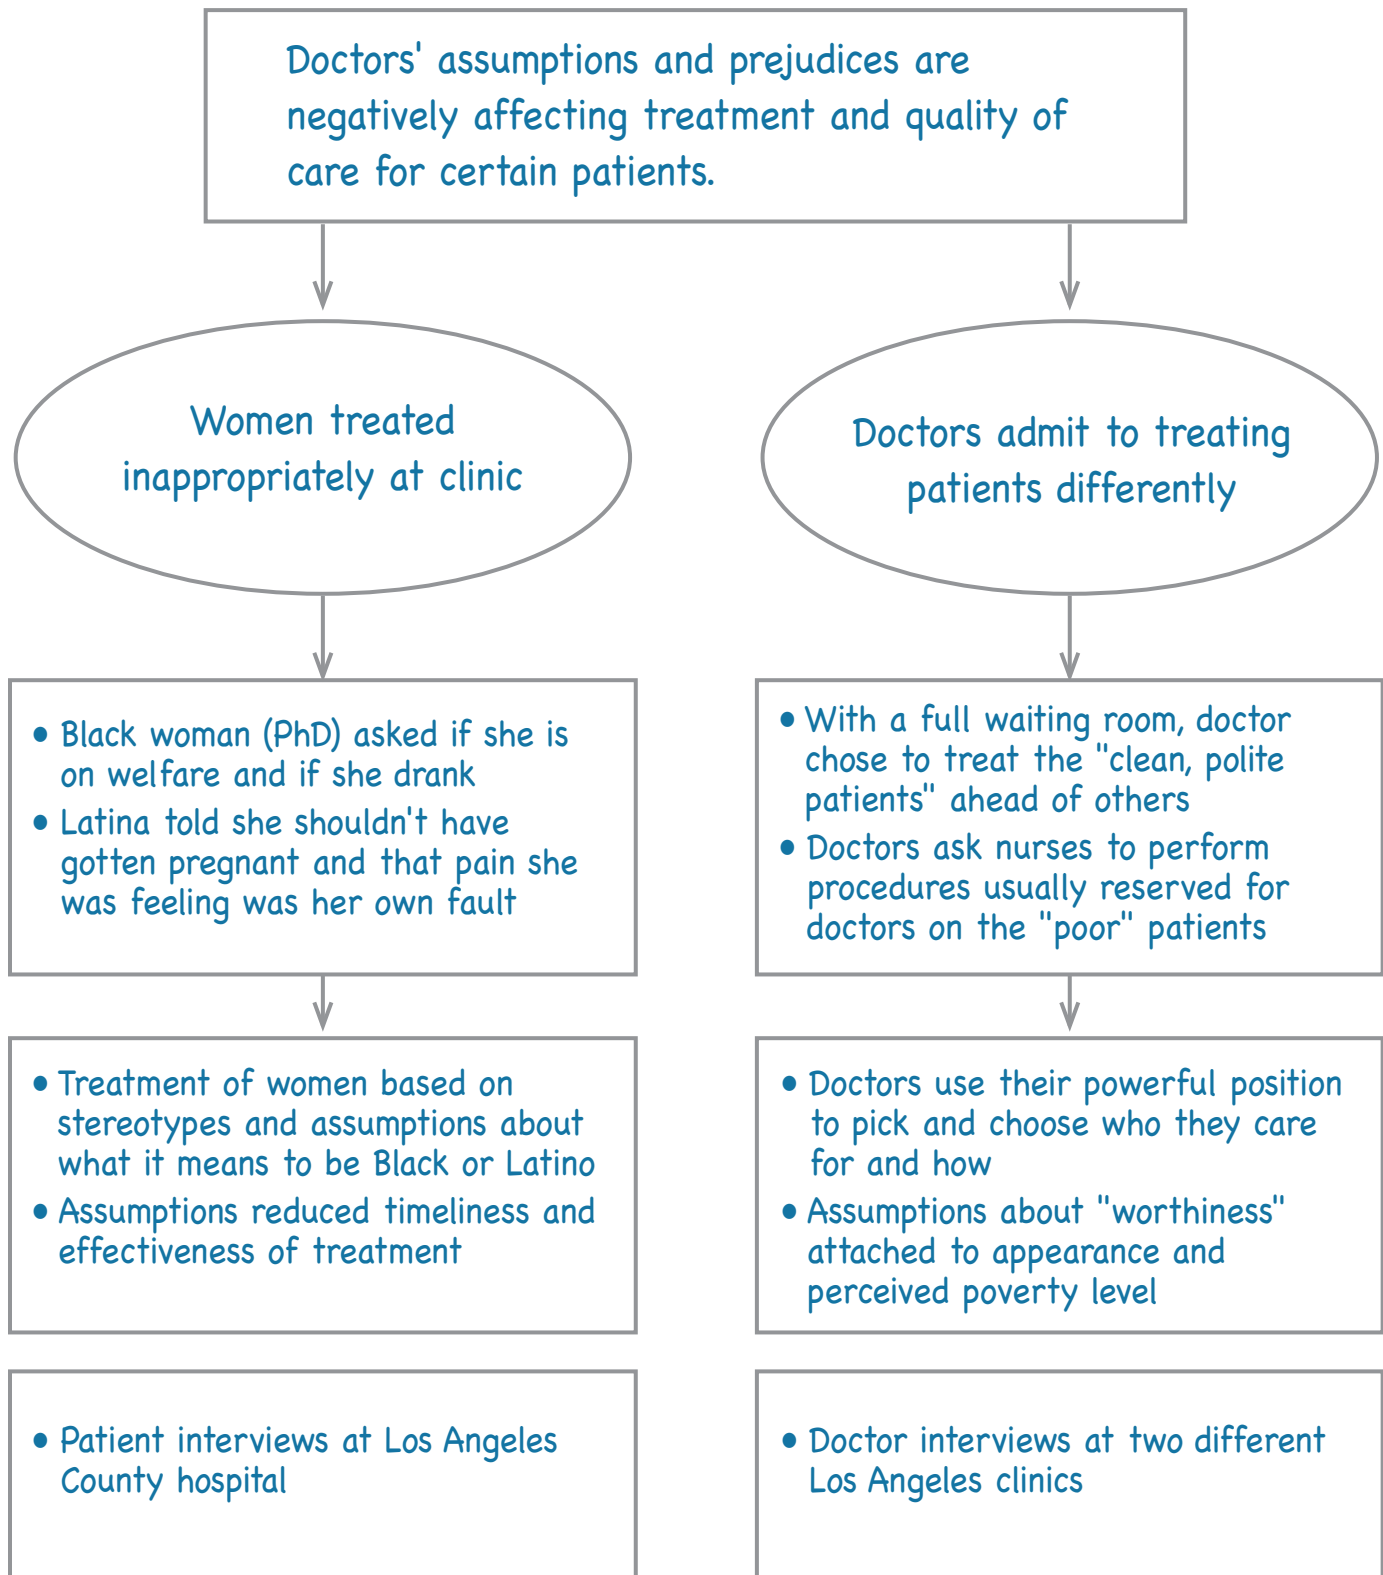 Doctors' assumptions and prejudices are
negatively affecting treatment and quality of
care for certain patients.
Women treated
inappropriately at clinic
Doctors admit to treating
patients differently
• Black woman (PhD) asked if she is
on welfare and if she drank
• Latina told she shouldn't have
gotten pregnant and that pain she
was feeling was her own fault
• With a full waiting room, doctor
chose to treat the "clean, polite
patients" ahead of others
• Doctors ask nurses to perform
procedures usually reserved for
doctors on the "poor" patients
• Treatment of women based on
stereotypes and assumptions about
what it means to be Black or Latino
• Assumptions reduced timeliness and
effectiveness of treatment
• Doctors use their powerful position
to pick and choose who they care
for and how
• Assumptions about "worthiness"
attached to appearance and
perceived poverty level
• Patient interviews at Los Angeles
County hospital
• Doctor interviews at two different
Los Angeles clinics